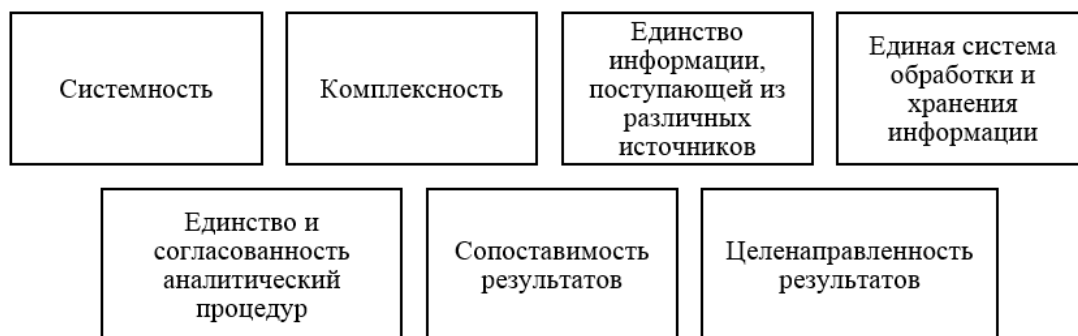 Системность
Комплексность
Единство
информации,
поступающей из
различных
источников
Единая система
обработки и
хранения
информации
Единство и
согласованность
аналитический
процедур
Сопоставимость
результатов
Целенаправленность
результатов